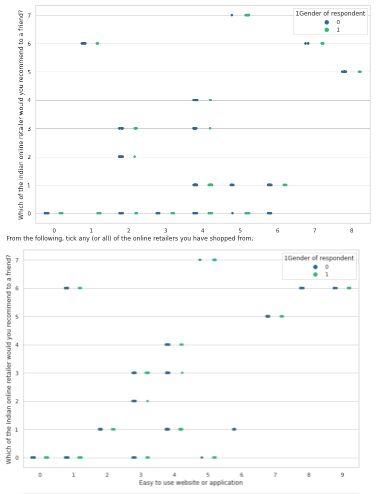 Which of the Indian online retailer would you recommend to a friend?
7
6
5
4
3
2
1
0
1Gender of respondent
0
1
0 1 2 3 4 5 6 7 8
From the following, tick any (or all) of the online retailers you have shopped from;
Which of the Indian online retailer would you recommend to a friend?
7
6
5
4
3
2
1
0
1Gender of respondent
0
1
0 1 2 3 4 5 6 7 8 9
Easy to use website or application